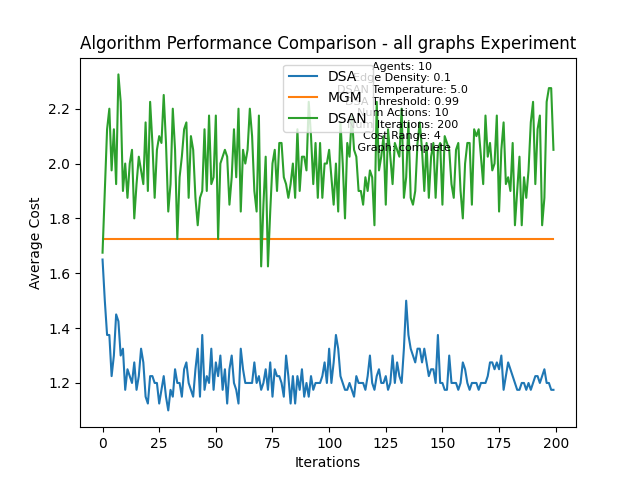 Algorithm Performance Comparison - all graphs Experiment
Agents: 10
Edge Density: 0.1
DSAN Temperature: 5.0
DSA Threshold: 0.99
Num Actions: 10
Num Iterations: 200
Cost Range: 4
Graph: complete
DSA
MGM
DSAN
Average Cost
2.2
2.0
1.8
1.6
1.4
1.2
0
25
50
75
100
125
150
175
200
Iterations